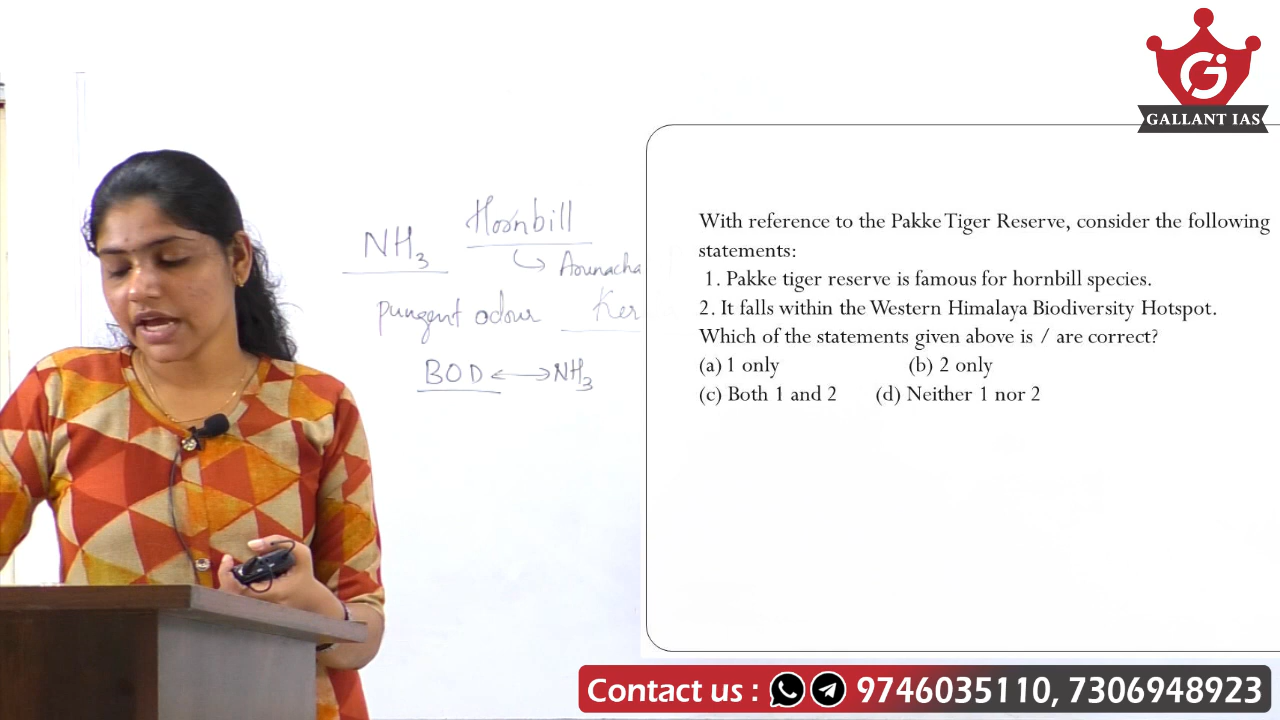 GALLANT IAS
Hornbill
NH3
Arunacha
pungent odour Ker
BOD ↔ NH3
With reference to the Pakke Tiger Reserve, consider the following
statements:
1. Pakke tiger reserve is famous for hornbill species.
2. It falls within the Western Himalaya Biodiversity Hotspot.
Which of the statements given above is / are correct?
(a) 1 only (b) 2 only
(c) Both 1 and 2 (d) Neither 1 nor 2
Contact us : 9746035110, 7306948923